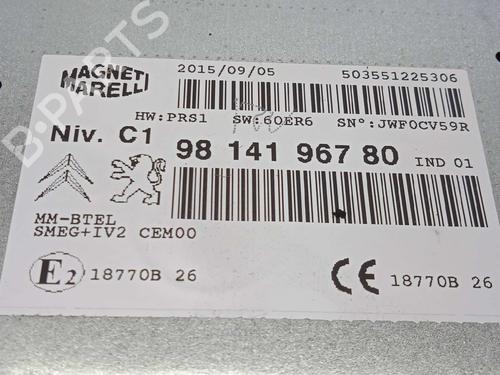 MAGNETI
MARELLI
2015/09/05 503551225306
HW:PRS1 SW:60ER6 SN°:JWF0CV59R
Niv. C1 98 141 967 80 IND 01
MM-BTEL
SMEG+IV2 CEM00
E2 18770B 26 CE 18770B 26
B-PARTS